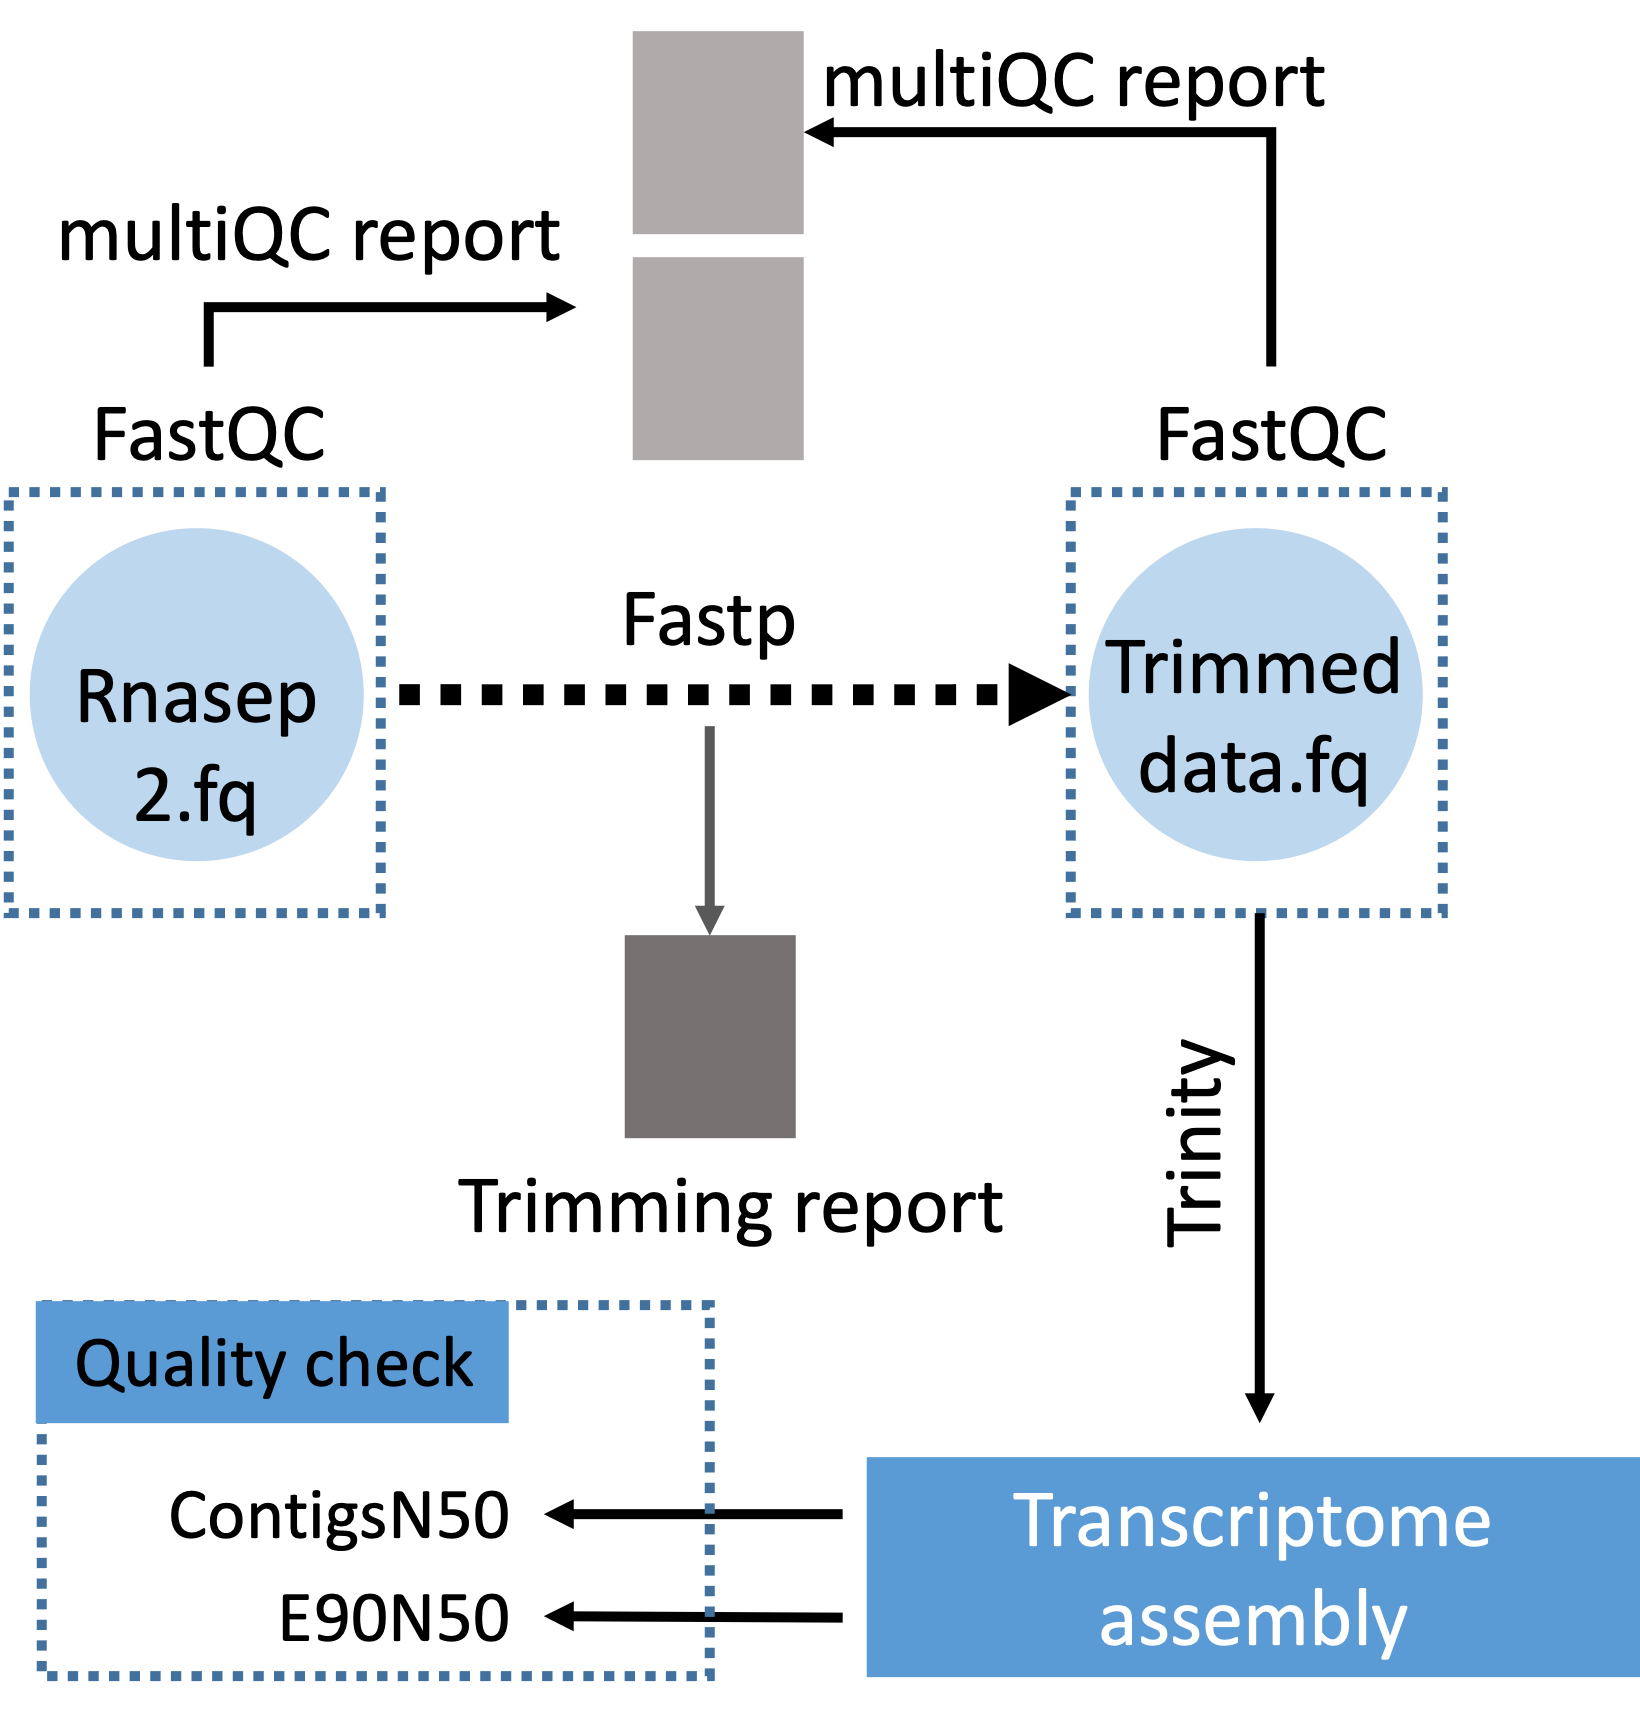 multiQC report
multiQC report
FastQC
FastQC
Fastp
Rnasep
2.fq
Trimmed
data.fq
Trinity
Trimming report
Quality check
ContigsN50
E90N50
Transcriptome
assembly